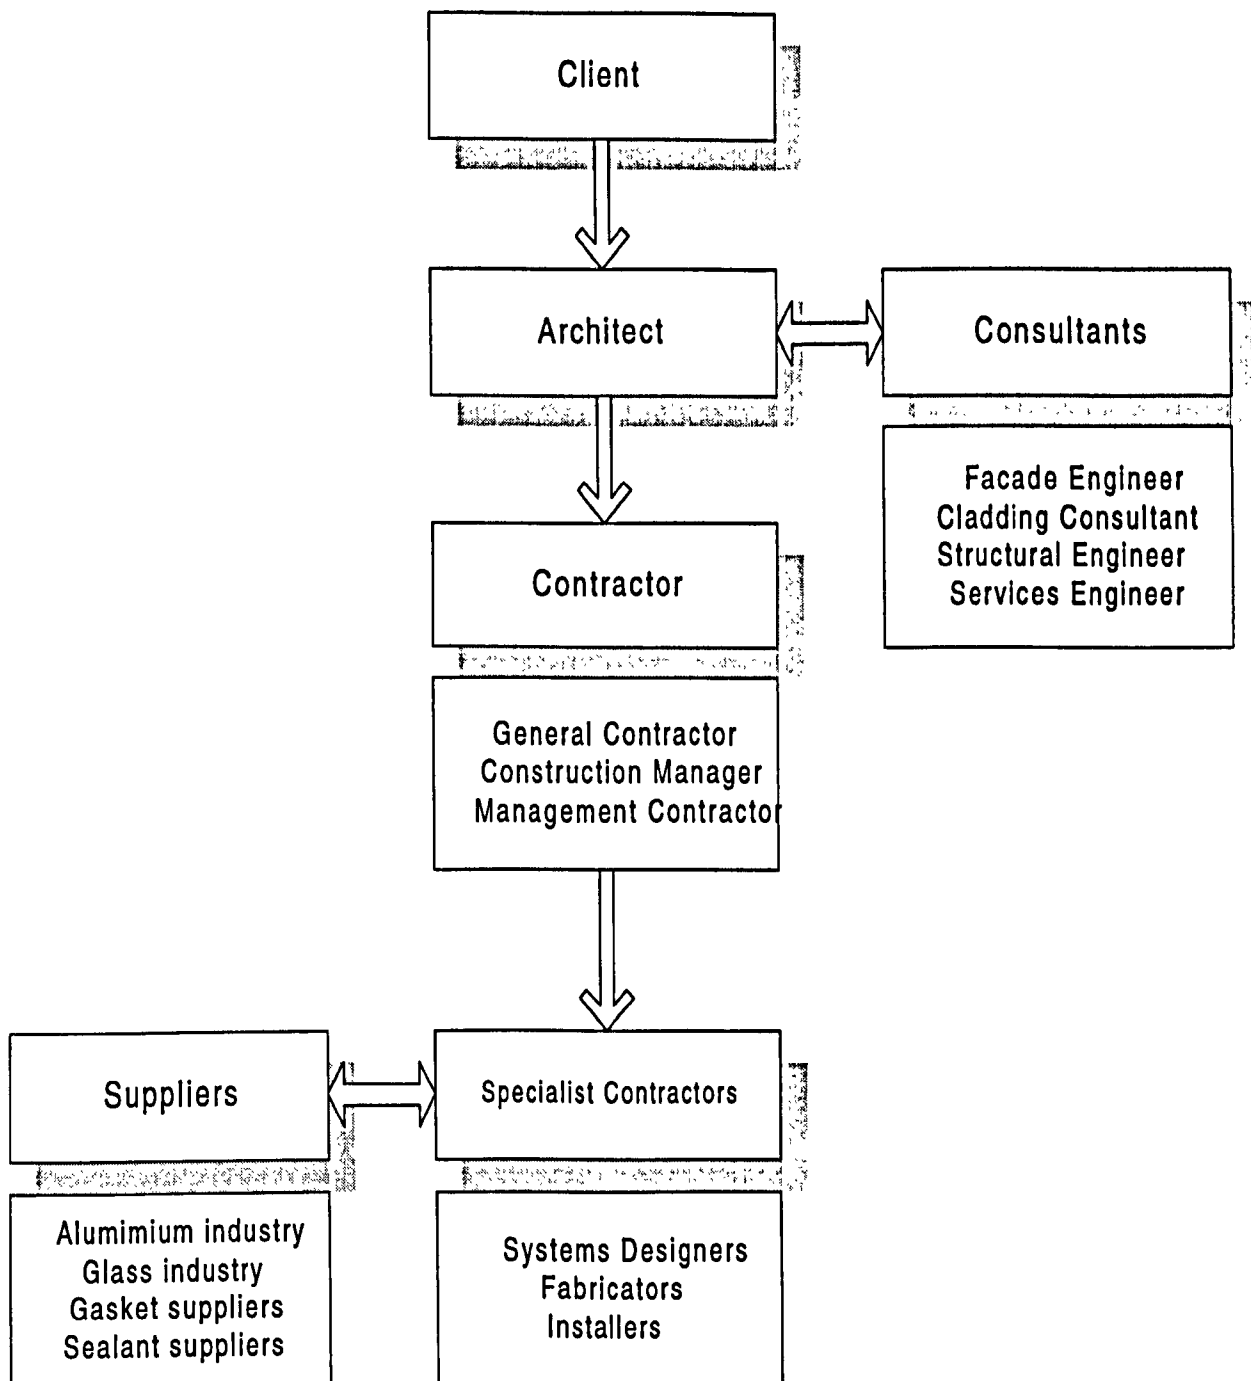 Client
Architect
Consultants
Facade Engineer
Cladding Consultant
Structural Engineer
Services Engineer
Contractor
General Contractor
Construction Manager
Management Contractor
Suppliers
Specialist Contractors
Alumimium industry
Glass industry
Gasket suppliers
Sealant suppliers
Systems Designers
Fabricators
Installers